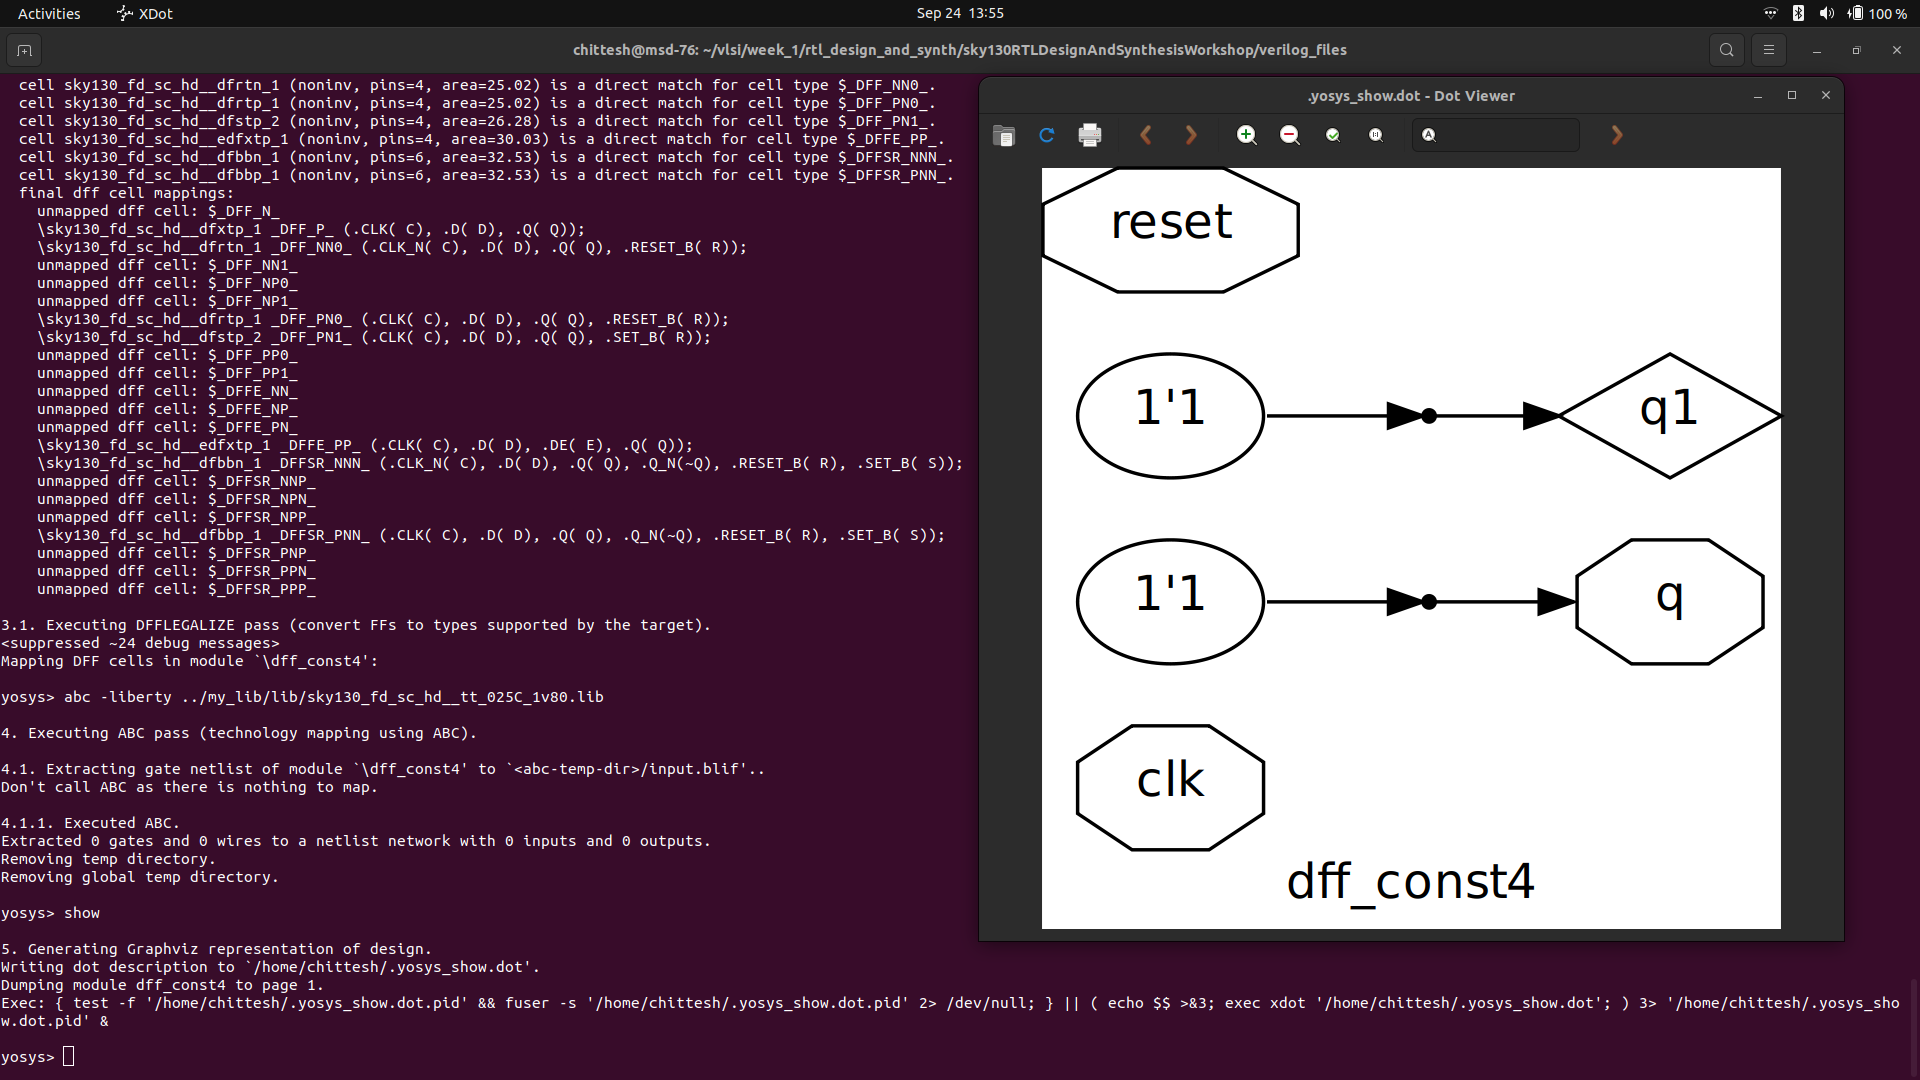 Activities
XDot
Sep 24 13:55
100 %
chittesh@msd-76: ~/vlsi/week_1/rtl_design_and_synth/sky130RTLDesignAndSynthesisWorkshop/verilog_files
cell sky130_fd_sc_hd__dfrtn_1 (noninv, pins=4, area=25.02) is a direct match for cell type $_DFF_NN0_.
cell sky130_fd_sc_hd__dfrtp_1 (noninv, pins=4, area=25.02) is a direct match for cell type $_DFF_PN0_.
cell sky130_fd_sc_hd__dfstp_2 (noninv, pins=4, area=26.28) is a direct match for cell type $_DFF_PN1_.
cell sky130_fd_sc_hd__edfxtp_1 (noninv, pins=4, area=30.03) is a direct match for cell type $_DFFE_PP_.
cell sky130_fd_sc_hd__dfbbn_1 (noninv, pins=6, area=32.53) is a direct match for cell type $_DFFSR_NNN_.
cell sky130_fd_sc_hd__dfbbp_1 (noninv, pins=6, area=32.53) is a direct match for cell type $_DFFSR_PNN_.
final dff cell mappings:
unmapped dff cell: $_DFF_N_
\sky130_fd_sc_hd__dfxtp_1 _DFF_P_ (.CLK( C), .D( D), .Q( Q));
\sky130_fd_sc_hd__dfrtn_1 _DFF_NN0_ (.CLK_N( C), .D( D), .Q( Q), .RESET_B( R));
unmapped dff cell: $_DFF_NN1_
unmapped dff cell: $_DFF_NP0_
unmapped dff cell: $_DFF_NP1_
\sky130_fd_sc_hd__dfrtp_1 _DFF_PN0_ (.CLK( C), .D( D), .Q( Q), .RESET_B( R));
\sky130_fd_sc_hd__dfstp_2 _DFF_PN1_ (.CLK( C), .D( D), .Q( Q), .SET_B( R));
unmapped dff cell: $_DFF_PP0_
unmapped dff cell: $_DFF_PP1_
unmapped dff cell: $_DFFE_NN_
unmapped dff cell: $_DFFE_NP_
unmapped dff cell: $_DFFE_PN_
\sky130_fd_sc_hd__edfxtp_1 _DFFE_PP_ (.CLK( C), .D( D), .DE( E), .Q( Q));
\sky130_fd_sc_hd__dfbbn_1 _DFFSR_NNN_ (.CLK_N( C), .D( D), .Q( Q), .Q_N(~Q), .RESET_B( R), .SET_B( S));
unmapped dff cell: $_DFFSR_NNP_
unmapped dff cell: $_DFFSR_NPN_
unmapped dff cell: $_DFFSR_NPP_
\sky130_fd_sc_hd__dfbbp_1 _DFFSR_PNN_ (.CLK( C), .D( D), .Q( Q), .Q_N(~Q), .RESET_B( R), .SET_B( S));
unmapped dff cell: $_DFFSR_PNP_
unmapped dff cell: $_DFFSR_PPN_
unmapped dff cell: $_DFFSR_PPP_
3.1. Executing DFFLEGALIZE pass (convert FFs to types supported by the target).
<suppressed ~24 debug messages>
Mapping DFF cells in module `\dff_const4':
yosys> abc -liberty ../my_lib/lib/sky130_fd_sc_hd__tt_025C_1v80.lib
4. Executing ABC pass (technology mapping using ABC).
4.1. Extracting gate netlist of module `\dff_const4' to `<abc-temp-dir>/input.blif'..
Don't call ABC as there is nothing to map.
4.1.1. Executed ABC.
Extracted 0 gates and 0 wires to a netlist network with 0 inputs and 0 outputs.
Removing temp directory.
Removing global temp directory.
yosys> show
5. Generating Graphviz representation of design.
Writing dot description to `/home/chittesh/.yosys_show.dot'.
Dumping module dff_const4 to page 1.
Exec: { test -f '/home/chittesh/.yosys_show.dot.pid' && fuser -s '/home/chittesh/.yosys_show.dot.pid' 2> /dev/null; } || ( echo $$ >&3; exec xdot '/home/chittesh/.yosys_show.dot'; ) 3> '/home/chittesh/.yosys_sho
w.dot.pid' &
yosys>
.yosys_show.dot - Dot Viewer
reset
1'1
q1
1'1
q
clk
dff_const4